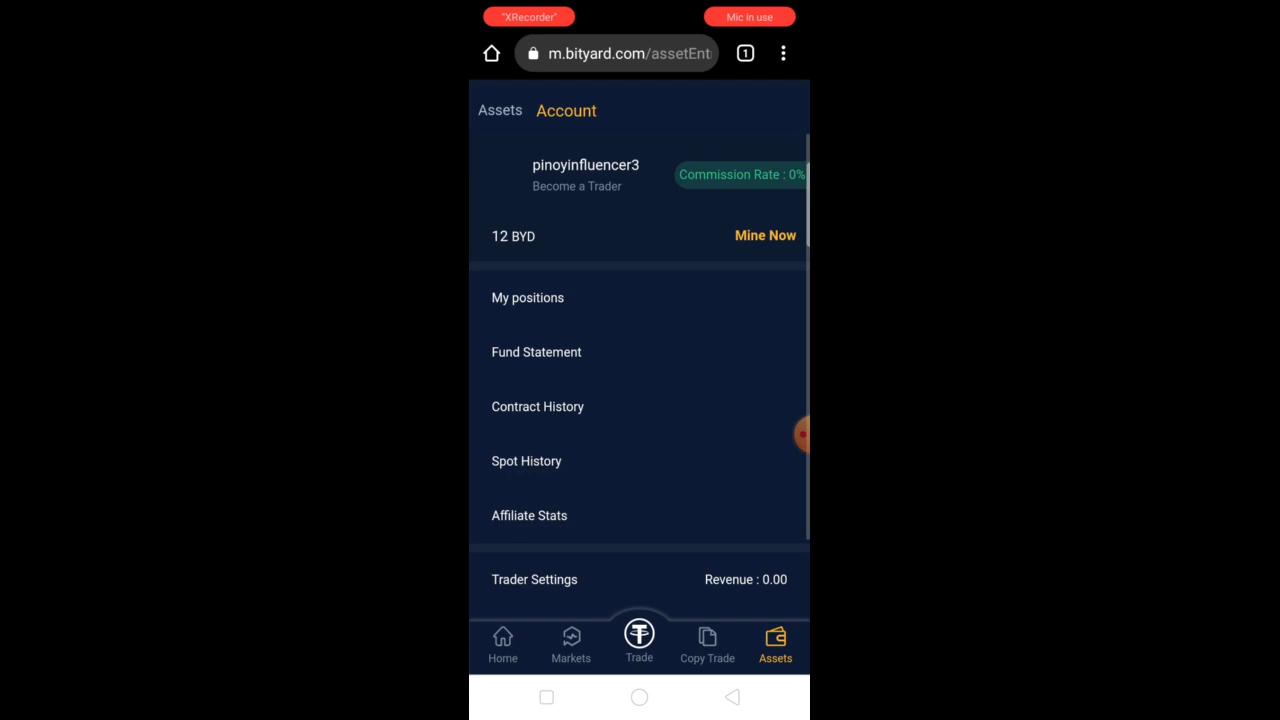 "XRecorder"
Mic in use
m.bityard.com/assetEnt
1
Assets Account
pinoyinfluencer3
Become a Trader
Commission Rate : 0%
12 BYD
Mine Now
My positions
Fund Statement
Contract History
Spot History
Affiliate Stats
Trader Settings
Revenue : 0.00
Home
Markets
Trade
Copy Trade
Assets